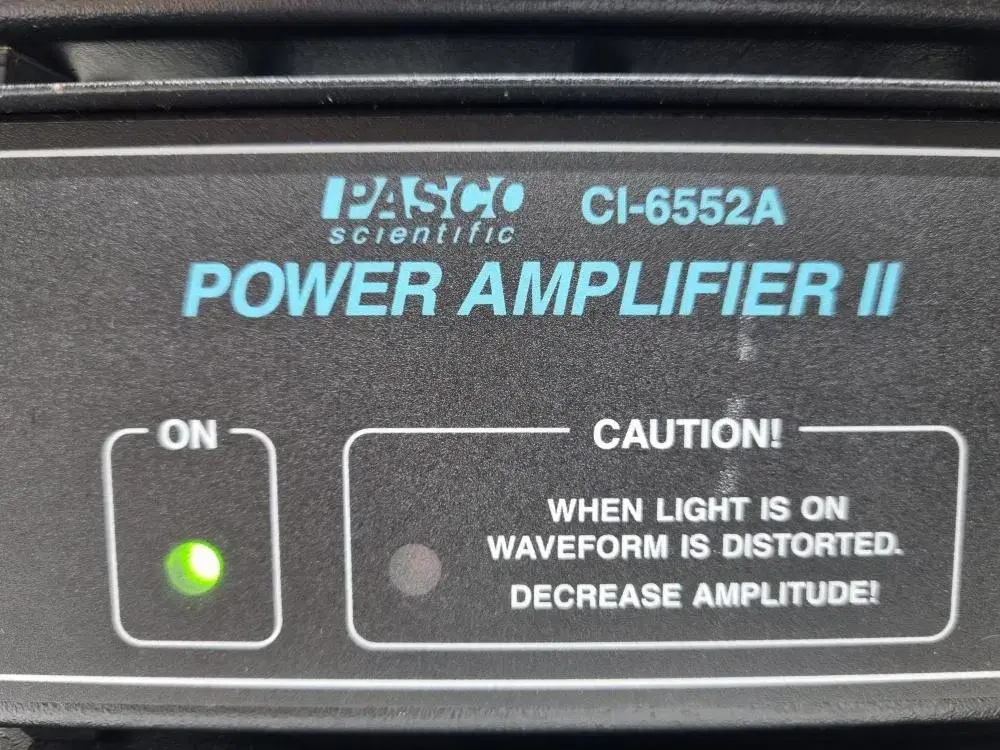 PASCO CI-6552A
scientific
POWER AMPLIFIER II
ON
CAUTION!
WHEN LIGHT IS ON
WAVEFORM IS DISTORTED.
DECREASE AMPLITUDE!